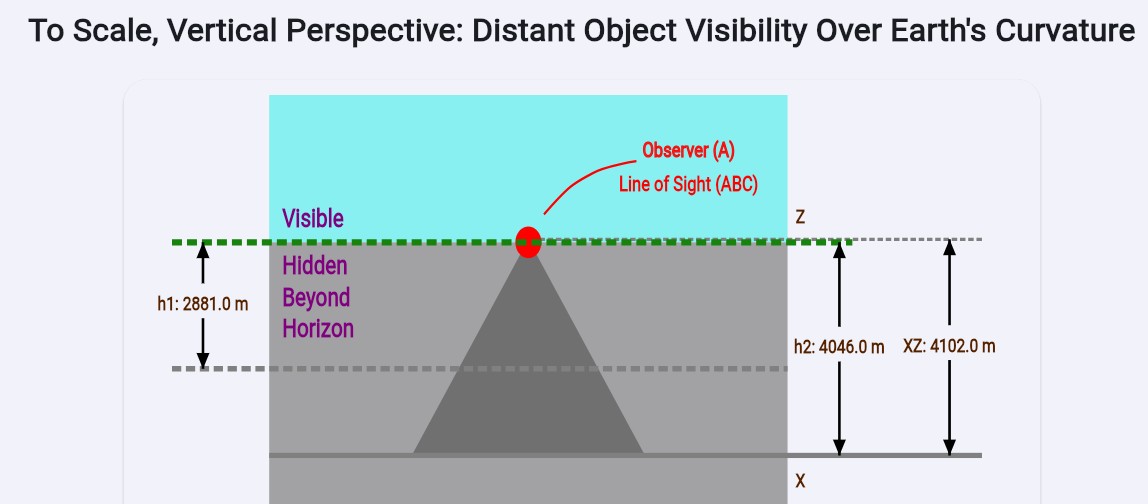 To Scale, Vertical Perspective: Distant Object Visibility Over Earth's Curvature
Observer (A)
Line of Sight (ABC)
Visible
Z
Hidden
Beyond
Horizon
h1: 2881.0 m
h2: 4046.0 m
XZ: 4102.0 m
X